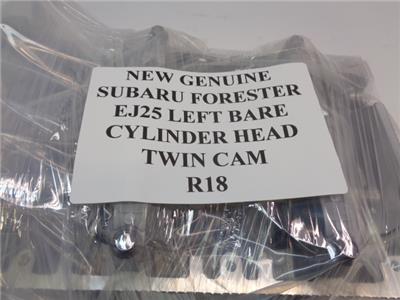 NEW GENUINE
SUBARU FORESTER
EJ25 LEFT BARE
CYLINDER HEAD
TWIN CAM
R18